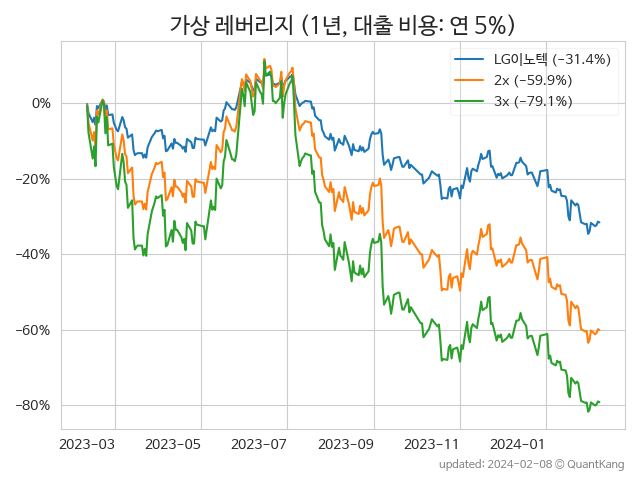 가상 레버리지 (1년, 대출 비용: 연 5%)
LG이노텍 (−31.4%)
2x (−59.9%)
3x (−79.1%)
0%
−20%
−40%
−60%
−80%
2023−03 2023−05 2023−07 2023−09 2023−11 2024−01
updated: 2024-02-08 © QuantKang